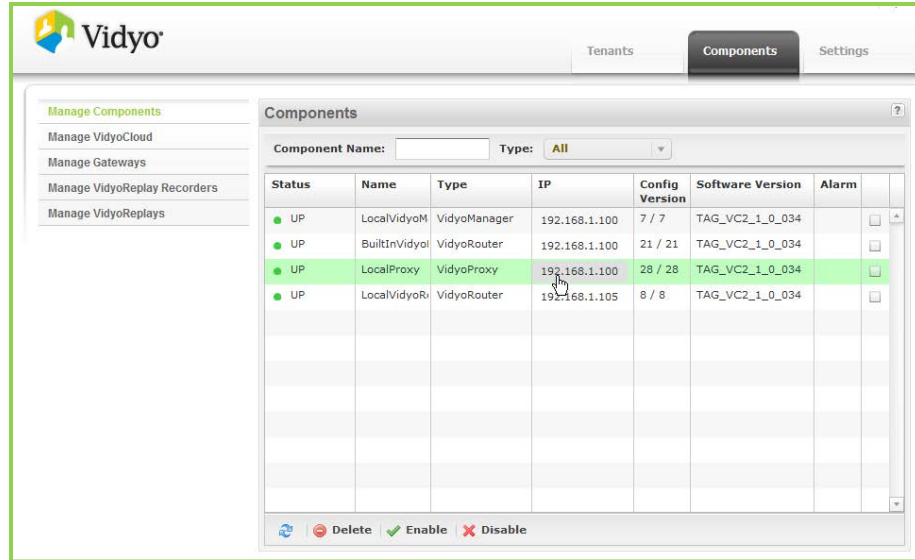 Vidyo
Tenants Components Settings
Manage Components
Manage VidyoCloud
Manage Gateways
Manage VidyoReplay Recorders
Manage VidyoReplays
Components ?
Component Name: Type: All
Status Name Type IP Config Version Software Version Alarm
UP LocalVidyoM VidyoManager 192.168.1.100 7 / 7 TAG_VC2_1_0_034
UP BuiltInVidyo VidyoRouter 192.168.1.100 21 / 21 TAG_VC2_1_0_034
UP LocalProxy VidyoProxy 192.168.1.100 28 / 28 TAG_VC2_1_0_034
UP LocalVidyoR VidyoRouter 192.168.1.105 8 / 8 TAG_VC2_1_0_034
Delete Enable Disable